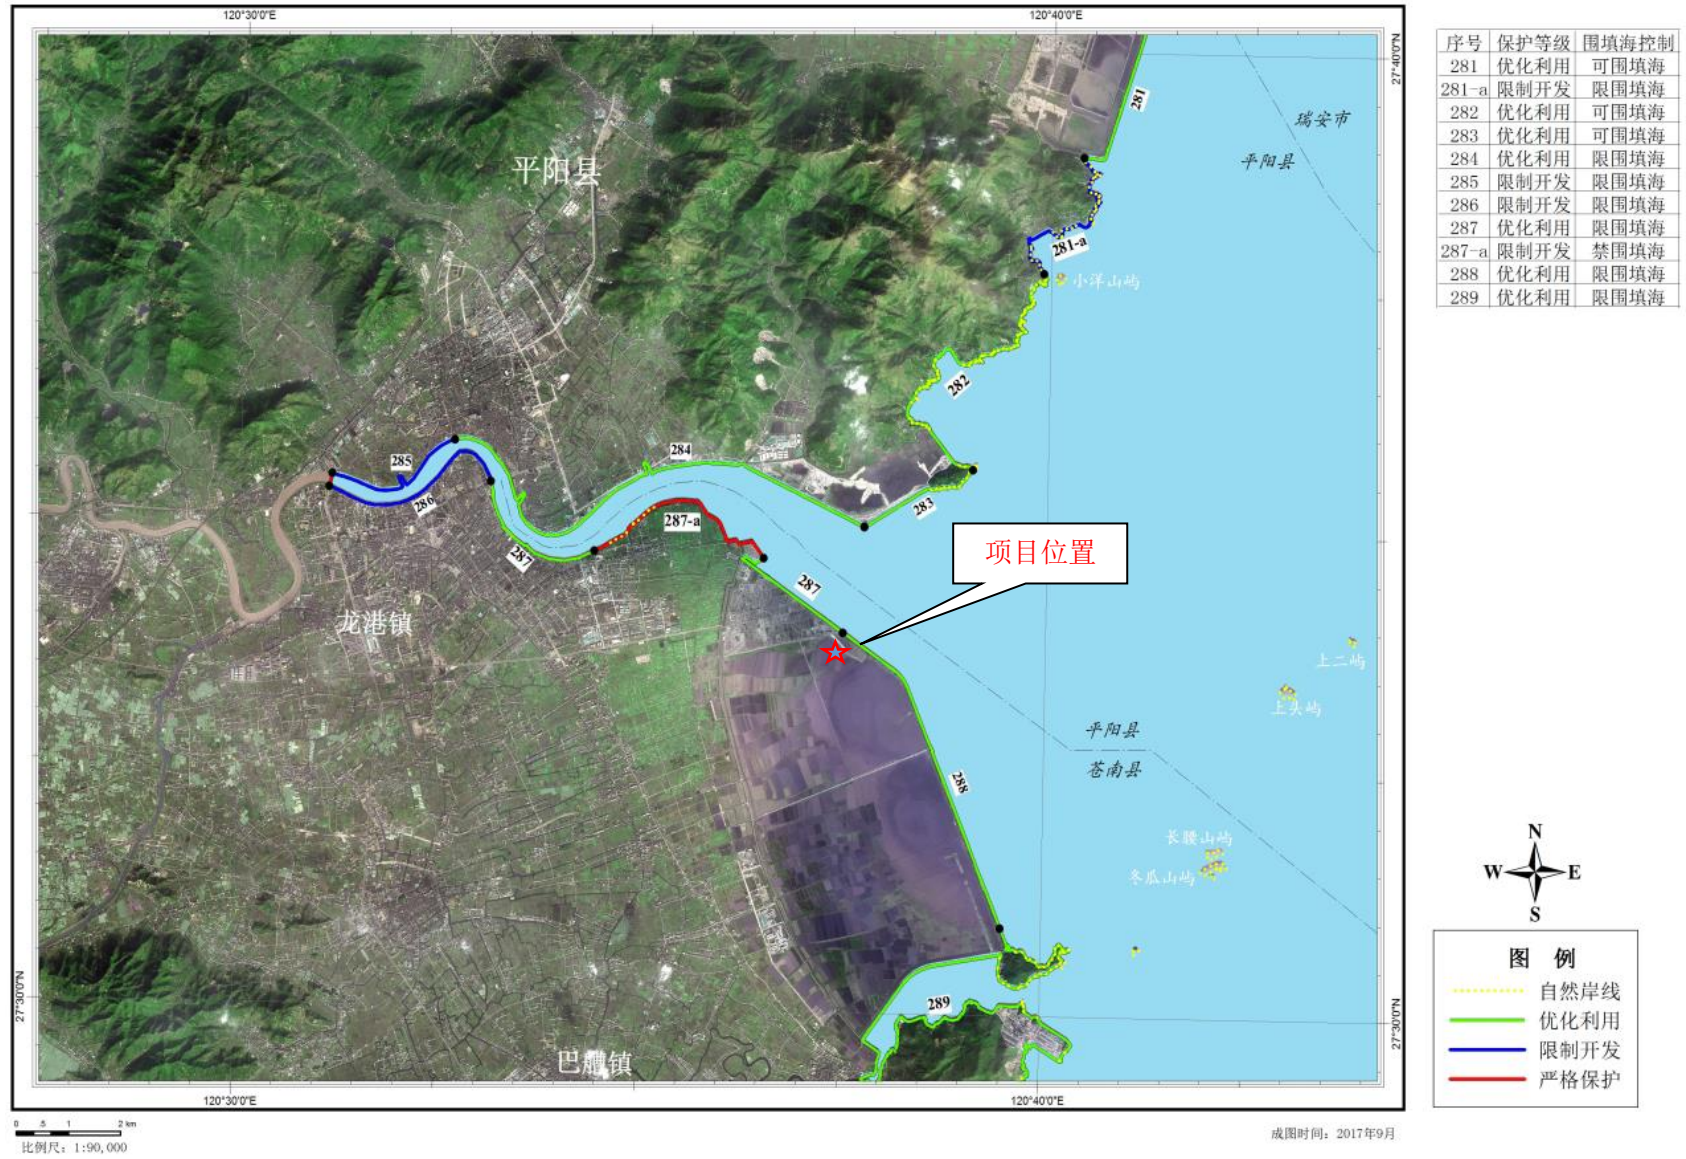 120°30'0"E
120°40'0"E
27°40'0"N
序号 保护等级 围填海控制
281 优化利用 可围填海
281-a 限制开发 限围填海
282 优化利用 可围填海
283 优化利用 可围填海
284 优化利用 限围填海
285 限制开发 限围填海
286 限制开发 限围填海
287 优化利用 限围填海
287-a 限制开发 禁围填海
288 优化利用 限围填海
289 优化利用 限围填海
281
瑞安市
平阳县
平阳县
281-a
小洋山屿
282
284
285
286
283
287-a
287
项目位置
287
龙港镇
上二屿
上头屿
平阳县
苍南县
288
长腰山屿
冬瓜山屿
N
W E
S
289
巴艚镇
27°30'0"N
27°30'0"N
图 例
自然岸线
优化利用
限制开发
严格保护
120°30'0"E
120°40'0"E
0 .5 1 2 km
比例尺：1:90,000
成图时间：2017年9月